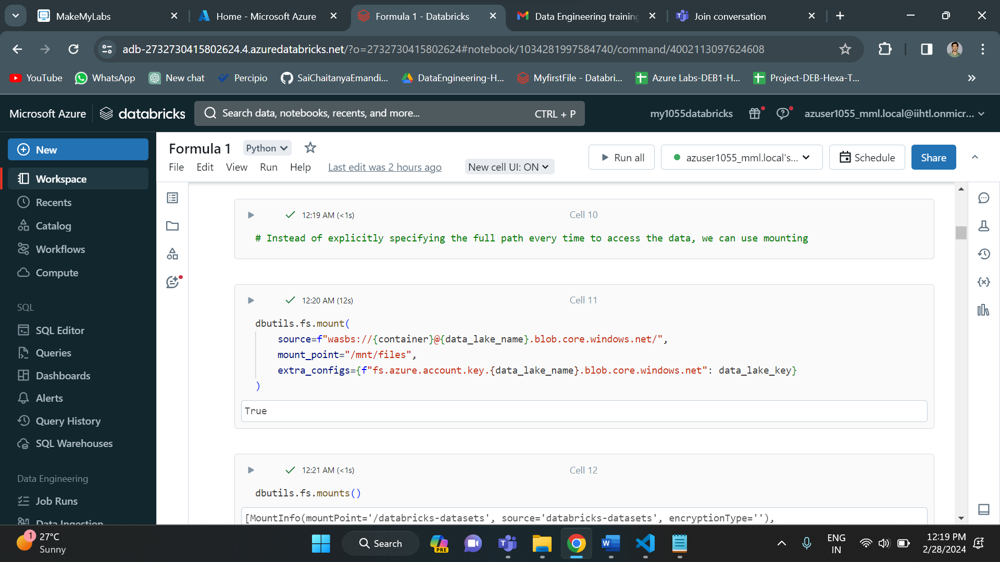 MakeMyLabs
Home - Microsoft Azure
Formula 1 - Databricks
Data Engineering training
Join conversation
adb-2732730415802624.4.azuredatabricks.net/?o=2732730415802624#notebook/1034281997584740/command/4002113097624608
YouTube
WhatsApp
New chat
Percipio
SaiChaitanyaEmandi...
DataEngineering-H...
MyfirstFile - Databri...
Azure Labs-DEB1-H...
Project-DEB-Hexa-T...
Microsoft Azure
databricks
Search data, notebooks, recents, and more...
CTRL + P
my1055databricks
azuser1055_mml.local@iihtl.onmicr...
New
Workspace
Recents
Catalog
Workflows
Compute
SQL
SQL Editor
Queries
Dashboards
Alerts
Query History
SQL Warehouses
Data Engineering
Job Runs
Data Ingestion
Formula 1
Python
File
Edit
View
Run
Help
Last edit was 2 hours ago
New cell UI: ON
Run all
azuser1055_mml.local's...
Schedule
Share
12:19 AM (<1s)
Cell 10
# Instead of explicitly specifying the full path every time to access the data, we can use mounting
12:20 AM (12s)
Cell 11
dbutils.fs.mount(
source=f"wasbs://{container}@{data_lake_name}.blob.core.windows.net/",
mount_point="/mnt/files",
extra_configs={f"fs.azure.account.key.{data_lake_name}.blob.core.windows.net": data_lake_key}
)
True
12:21 AM (<1s)
Cell 12
dbutils.fs.mounts()
[MountInfo(mountPoint='/databricks-datasets', source='databricks-datasets', encryptionType=''),
1
27°C
Sunny
Search
PRE
ENG
IN
12:19 PM
2/28/2024